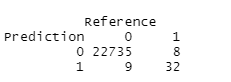 Reference
Prediction 0 1
0 22735 8
1 9 32